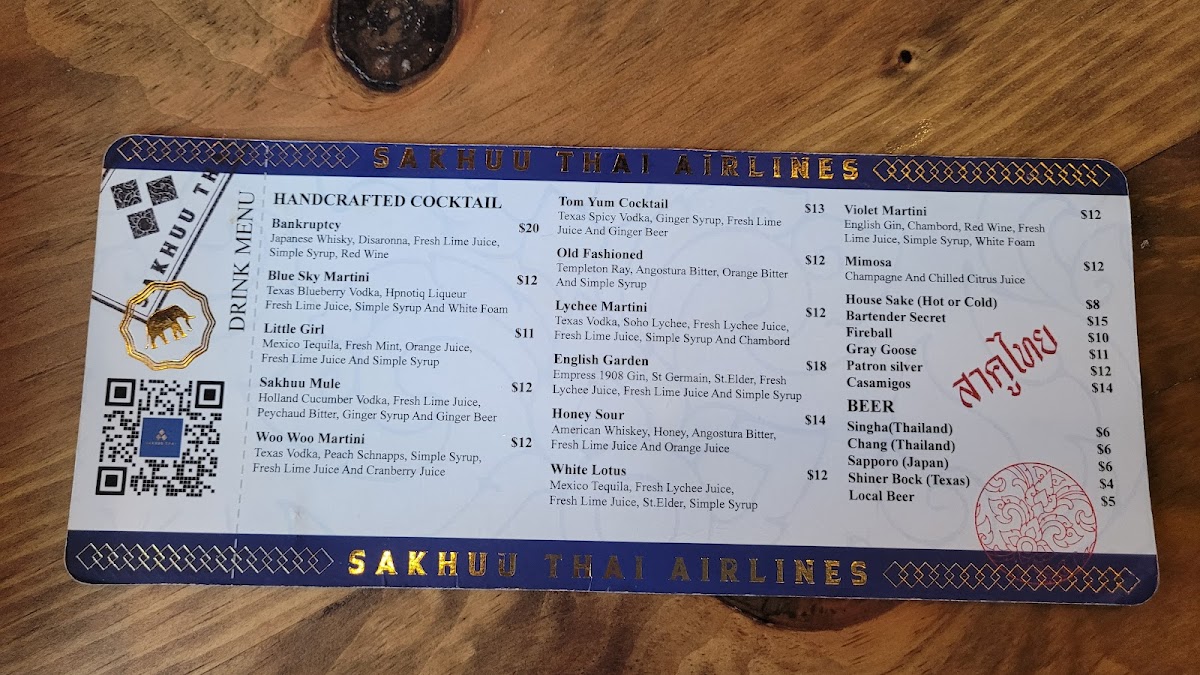 SAKHUU THAI AIRLINES
AKHUU TH
DRINK MENU
HANDCRAFTED COCKTAIL
Bankruptcy $20
Japanese Whisky, Disaronna, Fresh Lime Juice,
Simple Syrup, Red Wine
Blue Sky Martini $12
Texas Blueberry Vodka, Hpnotiq Liqueur
Fresh Lime Juice, Simple Syrup And White Foam
Little Girl $11
Mexico Tequila, Fresh Mint, Orange Juice,
Fresh Lime Juice And Simple Syrup
Sakhuu Mule $12
Holland Cucumber Vodka, Fresh Lime Juice,
Peychaud Bitter, Ginger Syrup And Ginger Beer
Woo Woo Martini $12
Texas Vodka, Peach Schnapps, Simple Syrup,
Fresh Lime Juice And Cranberry Juice
Tom Yum Cocktail $13
Texas Spicy Vodka, Ginger Syrup, Fresh Lime
Juice And Ginger Beer
Old Fashioned $12
Templeton Ray, Angostura Bitter, Orange Bitter
And Simple Syrup
Lychee Martini $12
Texas Vodka, Soho Lychee, Fresh Lychee Juice,
Fresh Lime Juice, Simple Syrup And Chambord
English Garden $18
Empress 1908 Gin, St Germain, St.Elder, Fresh
Lychee Juice, Fresh Lime Juice And Simple Syrup
Honey Sour $14
American Whiskey, Honey, Angostura Bitter,
Fresh Lime Juice And Orange Juice
White Lotus $12
Mexico Tequila, Fresh Lychee Juice,
Fresh Lime Juice, St.Elder, Simple Syrup
Violet Martini $12
English Gin, Chambord, Red Wine, Fresh
Lime Juice, Simple Syrup, White Foam
Mimosa $12
Champagne And Chilled Citrus Juice
House Sake (Hot or Cold) $8
Bartender Secret $15
Fireball $10
Gray Goose $11
Patron silver $12
Casamigos $14
สาคูไทย
BEER
Singha(Thailand) $6
Chang (Thailand) $6
Sapporo (Japan) $6
Shiner Bock (Texas) $4
Local Beer $5
SAKHUU THAI AIRLINES